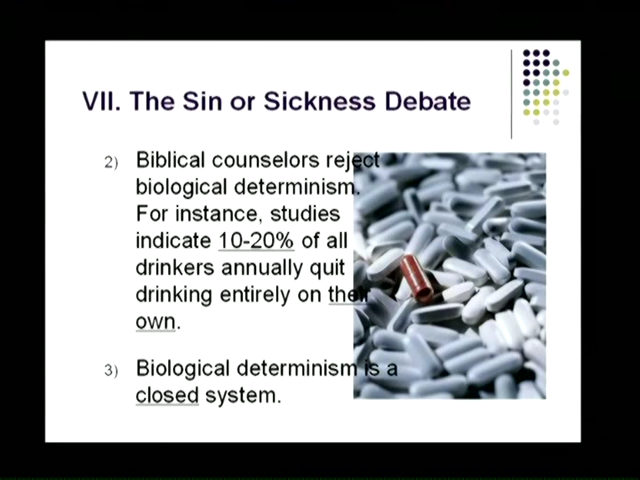 VII. The Sin or Sickness Debate
2) Biblical counselors reject
biological determinism.
For instance, studies
indicate 10-20% of all
drinkers annually quit
drinking entirely on their
own.
3) Biological determinism is a
closed system.